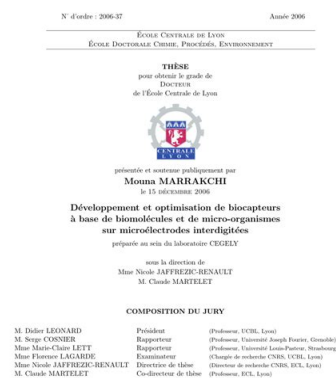 N° d'ordre : 2006-37 Année 2006
École Centrale de Lyon
École Doctorale Chimie, Procédés, Environnement
THÈSE
pour obtenir le grade de
Docteur
de l'École Centrale de Lyon
CENTRALE
LYON
présentée et soutenue publiquement par
Mouna MARRAKCHI
le 15 décembre 2006
Développement et optimisation de biocapteurs
à base de biomolécules et de micro-organismes
sur microélectrodes interdigitées
préparée au sein du laboratoire CEGELY
sous la direction de
Mme Nicole JAFFREZIC-RENAULT
M. Claude MARTELET
COMPOSITION DU JURY
M. Didier LEONARD Président (Professeur, UCBL, Lyon)
M. Serge COSNIER Rapporteur (Professeur, Université Joseph Fourier, Grenoble)
Mme Marie-Claire LETT Rapporteur (Professeur, Université Louis-Pasteur, Strasbourg)
Mme Florence LAGARDE Examinateur (Chargée de recherche CNRS, UCBL, Lyon)
Mme Nicole JAFFREZIC-RENAULT Directrice de thèse (Directeur de recherche CNRS, ECL, Lyon)
M. Claude MARTELET Co-directeur de thèse (Professeur, ECL, Lyon)